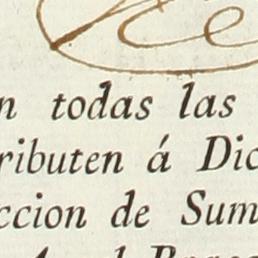 n todas las
ributen á Dic
ccion de Sum